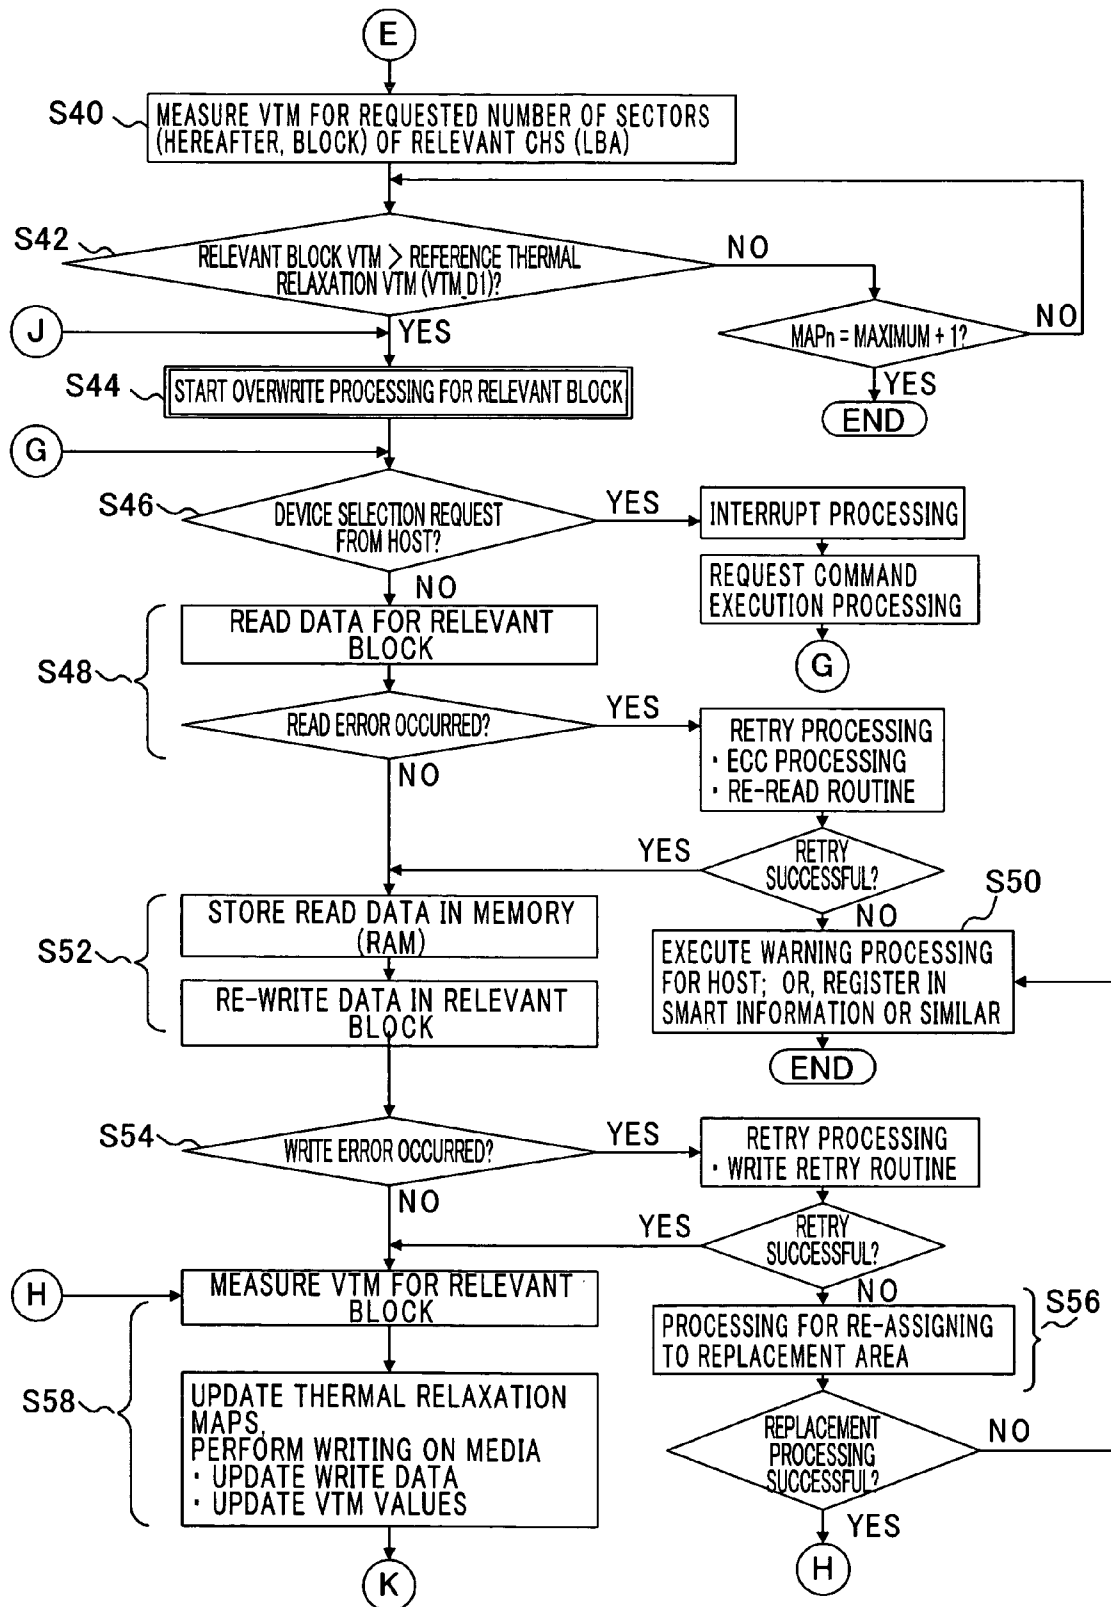 E
S40
MEASURE VTM FOR REQUESTED NUMBER OF SECTORS
(HEREAFTER, BLOCK) OF RELEVANT CHS (LBA)
S42
RELEVANT BLOCK VTM > REFERENCE THERMAL
RELAXATION VTM (VTM_D1)?
NO
MAPn = MAXIMUM + 1?
NO
YES
END
J
YES
S44
START OVERWRITE PROCESSING FOR RELEVANT BLOCK
G
S46
DEVICE SELECTION REQUEST
FROM HOST?
YES
INTERRUPT PROCESSING
REQUEST COMMAND
EXECUTION PROCESSING
G
NO
S48
READ DATA FOR RELEVANT
BLOCK
READ ERROR OCCURRED?
YES
RETRY PROCESSING
· ECC PROCESSING
· RE-READ ROUTINE
NO
YES
RETRY
SUCCESSFUL?
NO
S50
EXECUTE WARNING PROCESSING
FOR HOST; OR, REGISTER IN
SMART INFORMATION OR SIMILAR
END
S52
STORE READ DATA IN MEMORY
(RAM)
RE-WRITE DATA IN RELEVANT
BLOCK
S54
WRITE ERROR OCCURRED?
YES
RETRY PROCESSING
· WRITE RETRY ROUTINE
NO
YES
RETRY
SUCCESSFUL?
NO
S56
PROCESSING FOR RE-ASSIGNING
TO REPLACEMENT AREA
REPLACEMENT
PROCESSING
SUCCESSFUL?
NO
YES
H
H
S58
MEASURE VTM FOR RELEVANT
BLOCK
UPDATE THERMAL RELAXATION
MAPS,
PERFORM WRITING ON MEDIA
· UPDATE WRITE DATA
· UPDATE VTM VALUES
K